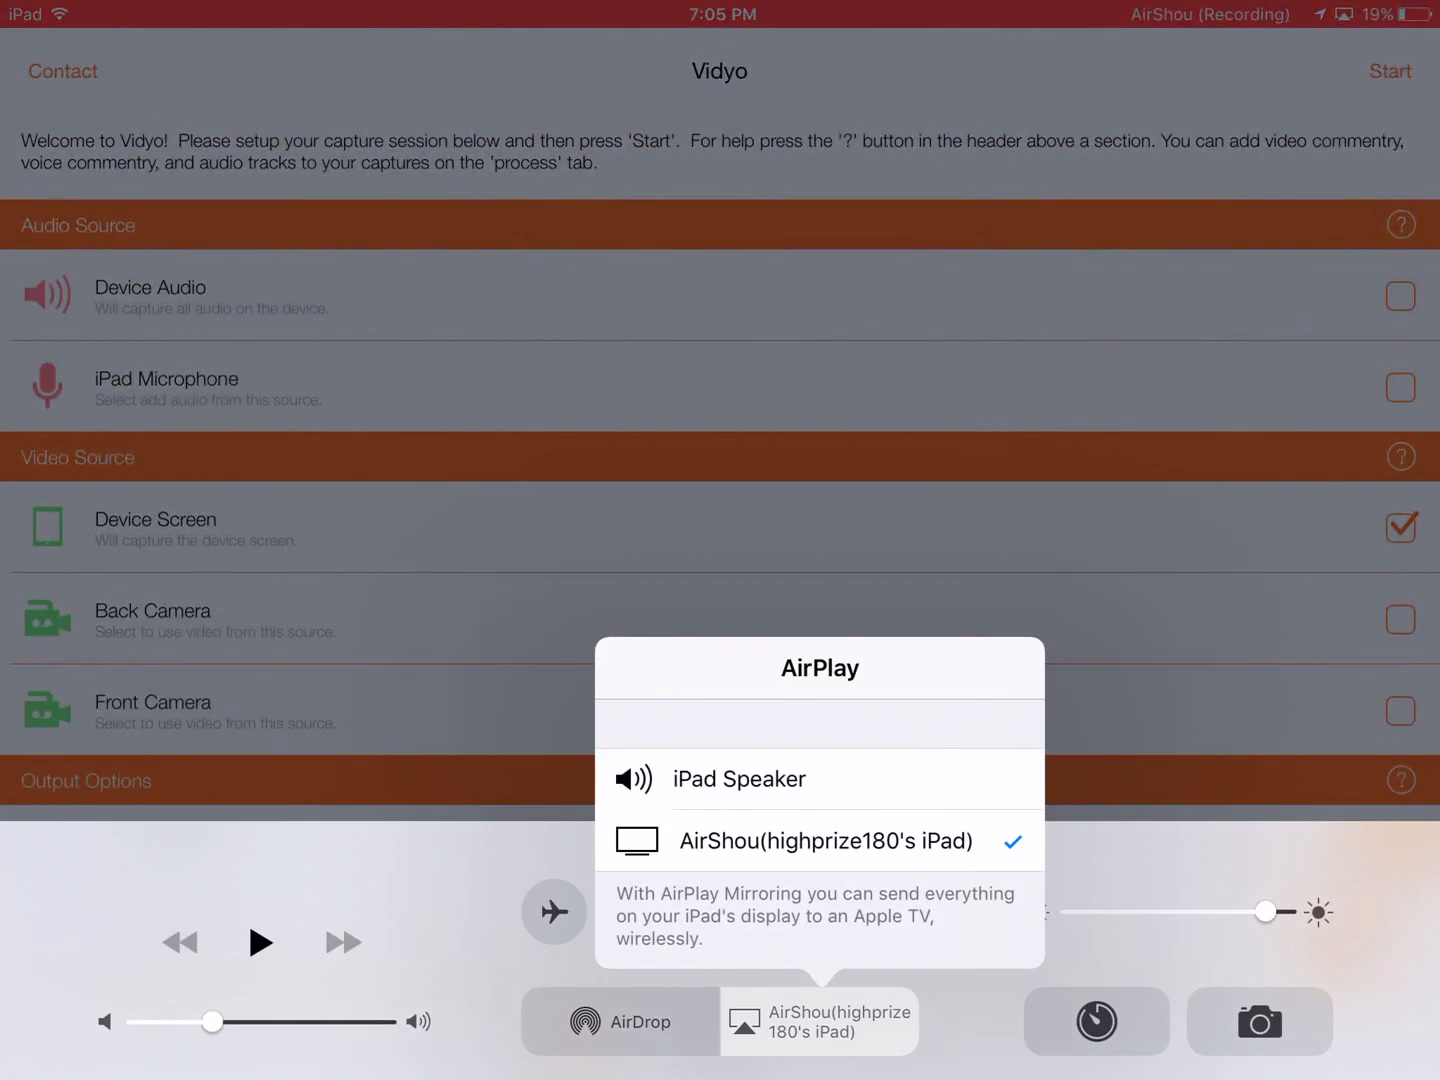 iPad
7:05 PM
AirShou (Recording)
19%
Contact
Vidyo
Start
Welcome to Vidyo!  Please setup your capture session below and then press 'Start'.  For help press the '?' button in the header above a section. You can add video commentry,
voice commentry, and audio tracks to your captures on the 'process' tab.
Audio Source
?
Device Audio
Will capture all audio on the device.
iPad Microphone
Select add audio from this source.
Video Source
?
Device Screen
Will capture the device screen.
Back Camera
Select to use video from this source.
Front Camera
Select to use video from this source.
Output Options
?
AirPlay
iPad Speaker
AirShou(highprize180's iPad)
With AirPlay Mirroring you can send everything
on your iPad's display to an Apple TV,
wirelessly.
AirDrop
AirShou(highprize
180's iPad)